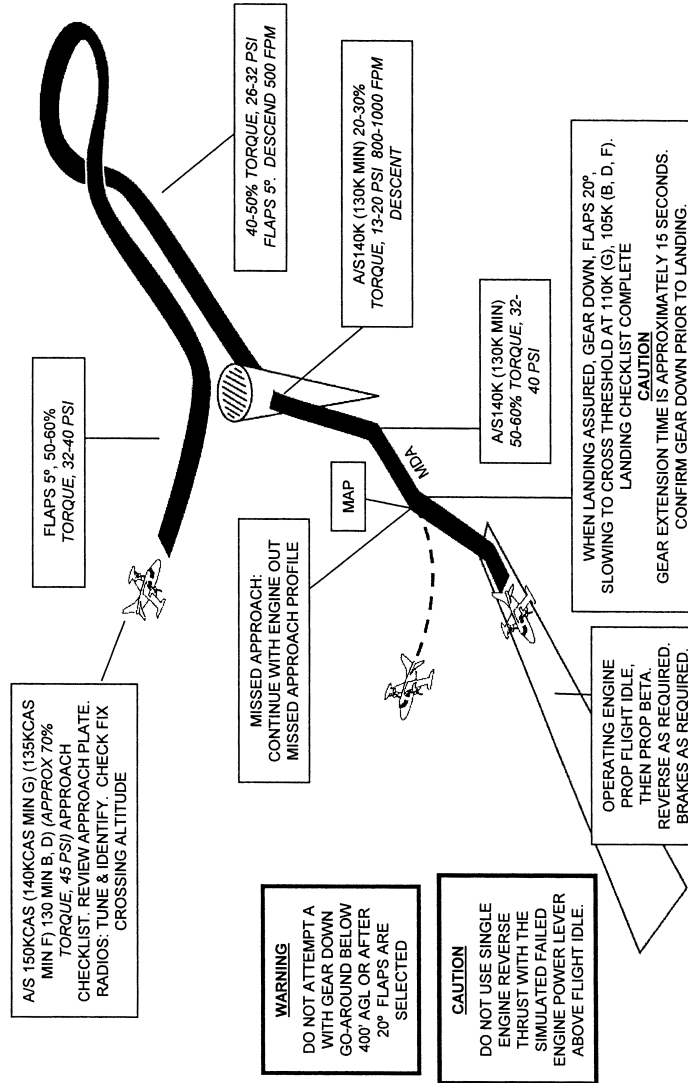 A/S 150KCAS (140KCAS MIN G) (135KCAS
MIN F) 130 MIN B, D) (APPROX 70%
TORQUE, 45 PSI) APPROACH
CHECKLIST. REVIEW APPROACH PLATE.
RADIOS: TUNE & IDENTIFY. CHECK FIX
CROSSING ALTITUDE
FLAPS 5º, 50-60%
TORQUE, 32-40 PSI
40-50% TORQUE, 26-32 PSI
FLAPS 5º. DESCEND 500 FPM
A/S140K (130K MIN) 20-30%
TORQUE, 13-20 PSI 800-1000 FPM
DESCENT
A/S140K (130K MIN)
50-60% TORQUE, 32-
40 PSI
MDA
MAP
MISSED APPROACH:
CONTINUE WITH ENGINE OUT
MISSED APPROACH PROFILE
WHEN LANDING ASSURED, GEAR DOWN, FLAPS 20º,
SLOWING TO CROSS THRESHOLD AT 110K (G), 105K (B, D, F).
LANDING CHECKLIST COMPLETE
CAUTION
GEAR EXTENSION TIME IS APPROXIMATELY 15 SECONDS.
CONFIRM GEAR DOWN PRIOR TO LANDING.
OPERATING ENGINE
PROP FLIGHT IDLE,
THEN PROP BETA.
REVERSE AS REQUIRED.
BRAKES AS REQUIRED.
WARNING
DO NOT ATTEMPT A
WITH GEAR DOWN
GO-AROUND BELOW
400' AGL OR AFTER
20º FLAPS ARE
SELECTED
CAUTION
DO NOT USE SINGLE
ENGINE REVERSE
THRUST WITH THE
SIMULATED FAILED
ENGINE POWER LEVER
ABOVE FLIGHT IDLE.